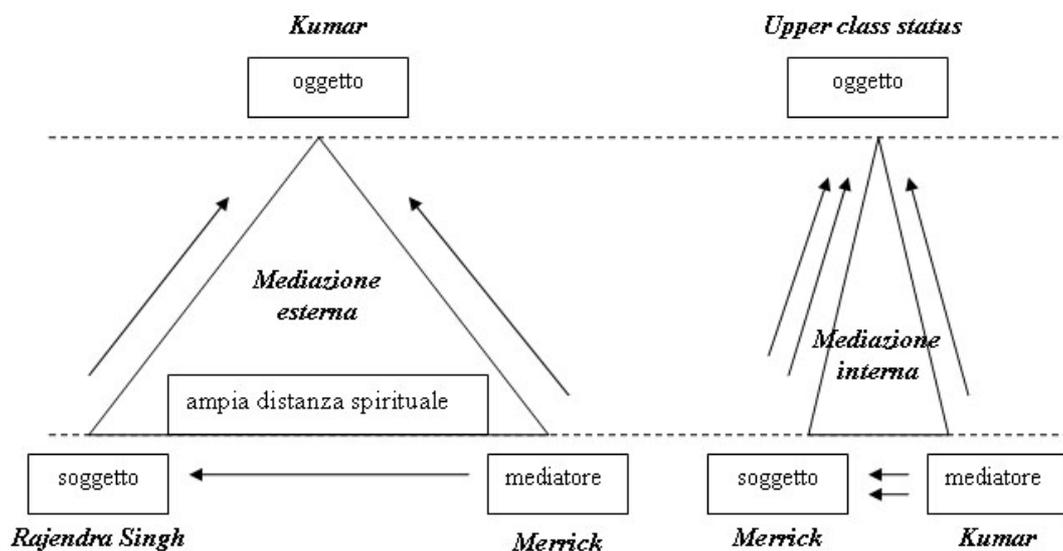 Kumar
oggetto
Mediazione
esterna
ampia distanza spirituale
soggetto
mediatore
Rajendra Singh
Merrick
Upper class status
oggetto
Mediazione
interna
soggetto
mediatore
Merrick
Kumar